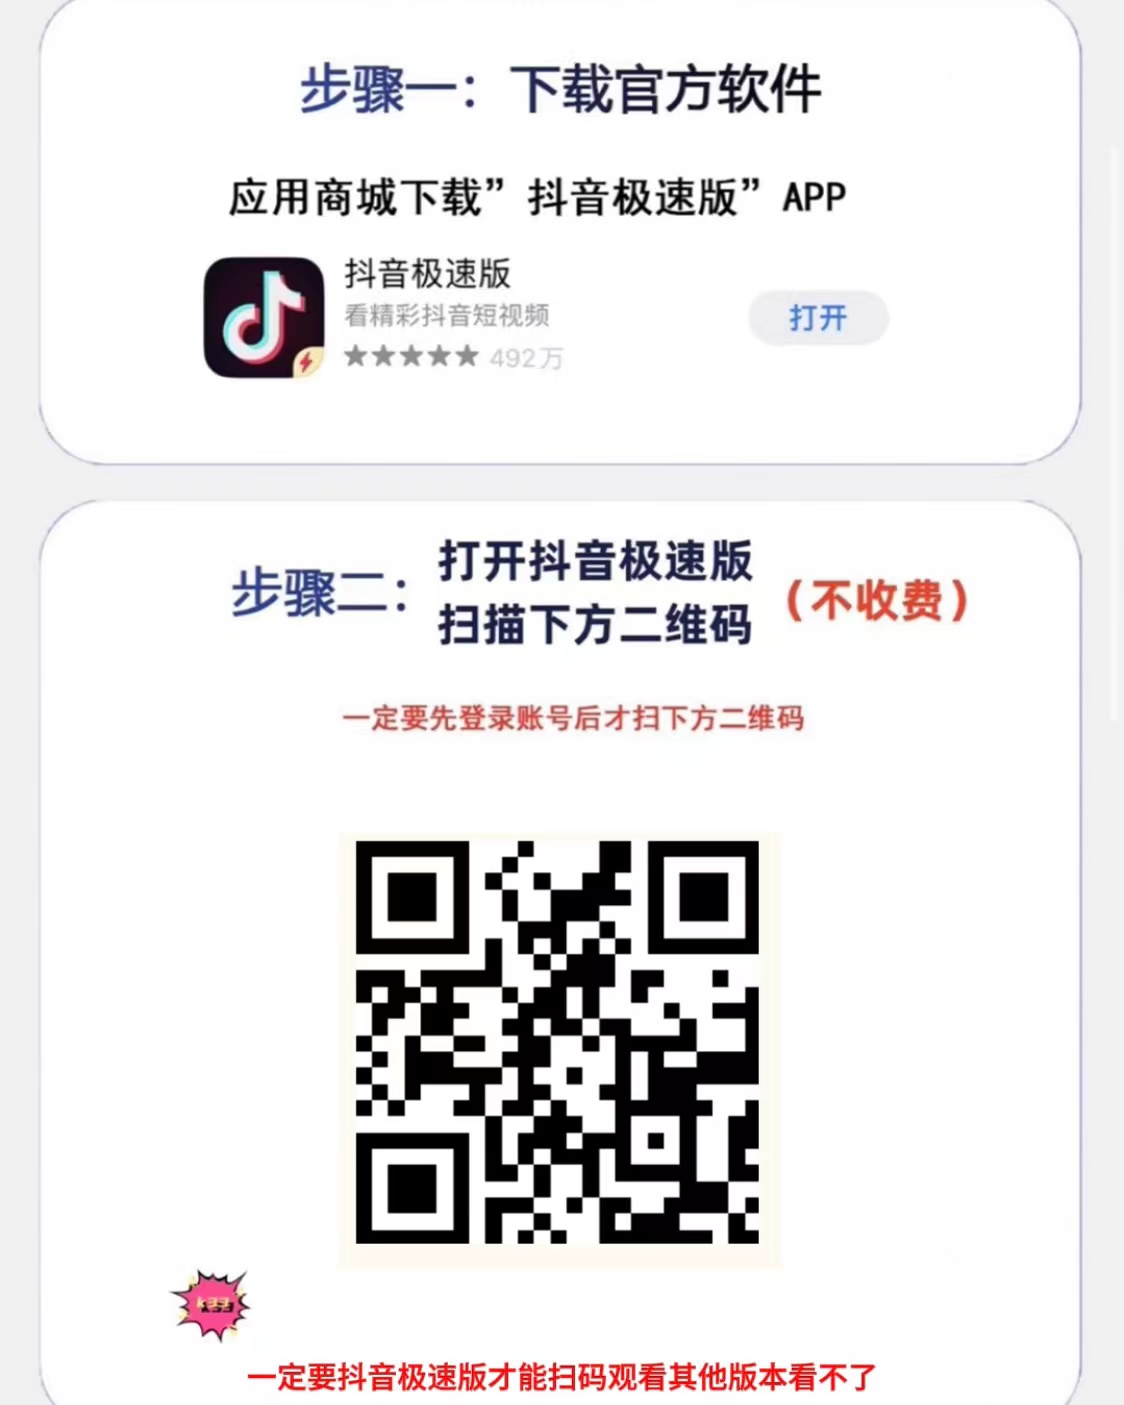 步骤一：下载官方软件
应用商城下载”抖音极速版”APP
抖音极速版
看精彩抖音短视频
492万
打开
步骤二：
打开抖音极速版
扫描下方二维码
（不收费）
一定要先登录账号后才扫下方二维码
一定要抖音极速版才能扫码观看其他版本看不了